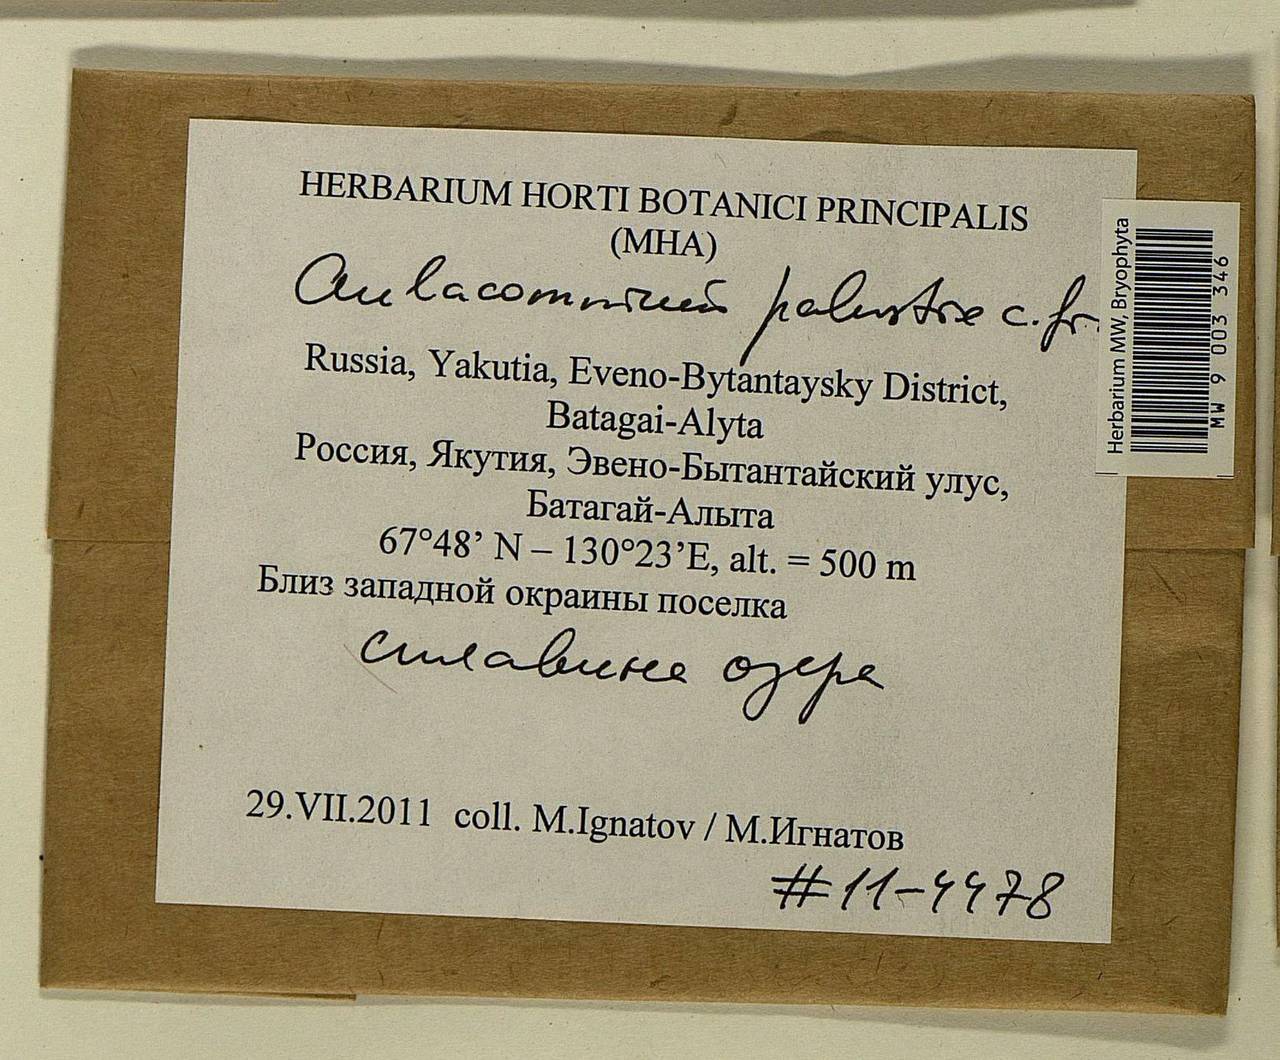 HERBARIUM HORTI BOTANICI PRINCIPALIS
(MHA)
Aulacomnium palustre c.fr.
Russia, Yakutia, Eveno-Bytantaysky District,
Batagai-Alyta
Россия, Якутия, Эвено-Бытантайский улус,
Батагай-Алыта
67°48’ N – 130°23’E, alt. = 500 m
Близ западной окраины поселка
сплавина озера
29.VII.2011 coll. M.Ignatov / М.Игнатов
#11-4478
Herbarium MW, Bryophyta
MW 9 003 346